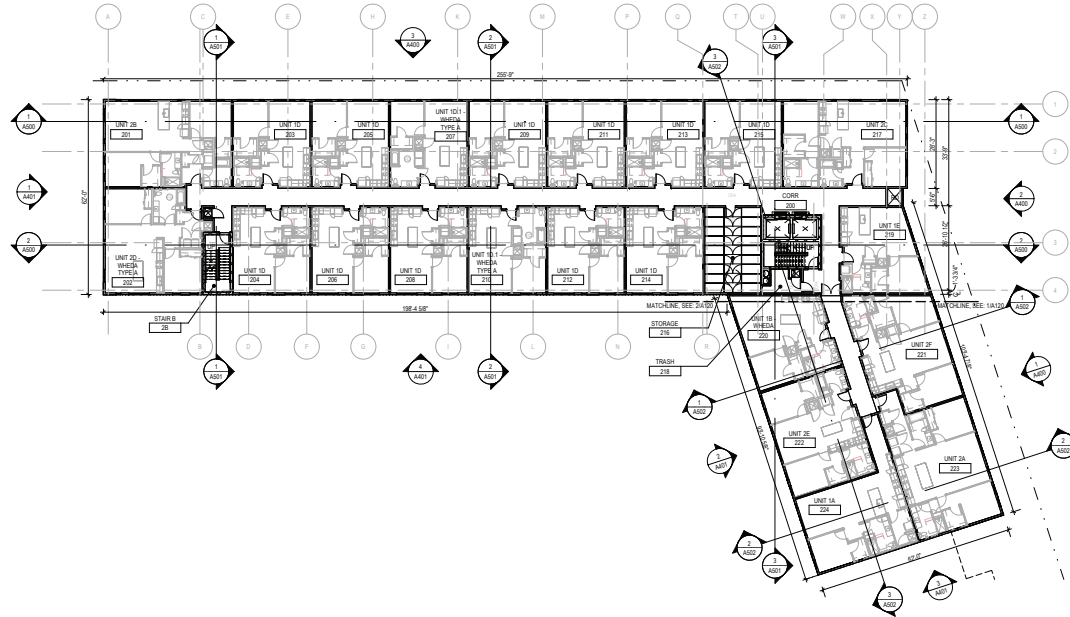 A
C
E
H
K
M
P
Q
T
U
W
X
Y
Z
1
A501
3
A400
2
A501
3
A502
3
A501
255'-9"
1
A500
1
A401
2
A500
62'-0"
UNIT 2B
201
UNIT 1D
203
UNIT 1D
205
UNIT 1D.1 -
WHEDA
TYPE A
207
UNIT 1D
209
UNIT 1D
211
UNIT 1D
213
UNIT 1D
215
UNIT 2C
217
1
A500
2
A400
2
A500
1
A502
1
2
3
4
33'-8"
5'-6"
CORR
200
UNIT 1E
219
UNIT 2D -
WHEDA
TYPE A
202
UNIT 1D
204
UNIT 1D
206
UNIT 1D
208
UNIT 1D.1 -
WHEDA
TYPE A
210
UNIT 1D
212
UNIT 1D
214
UP
198'-4 5/8"
MATCHLINE, SEE: 2/A120
MATCHLINE, SEE: 1/A120
STAIR B
2B
STORAGE
216
TRASH
218
UNIT 1B -
WHEDA
220
UNIT 2F
221
B
D
F
G
I
L
N
R
1
A501
4
A401
2
A501
1
A400
1
A502
UNIT 2E
222
UNIT 2A
223
2
A502
2
A401
UNIT 1A
224
2
A502
3
A501
62'-9"
3
A502
3
A401